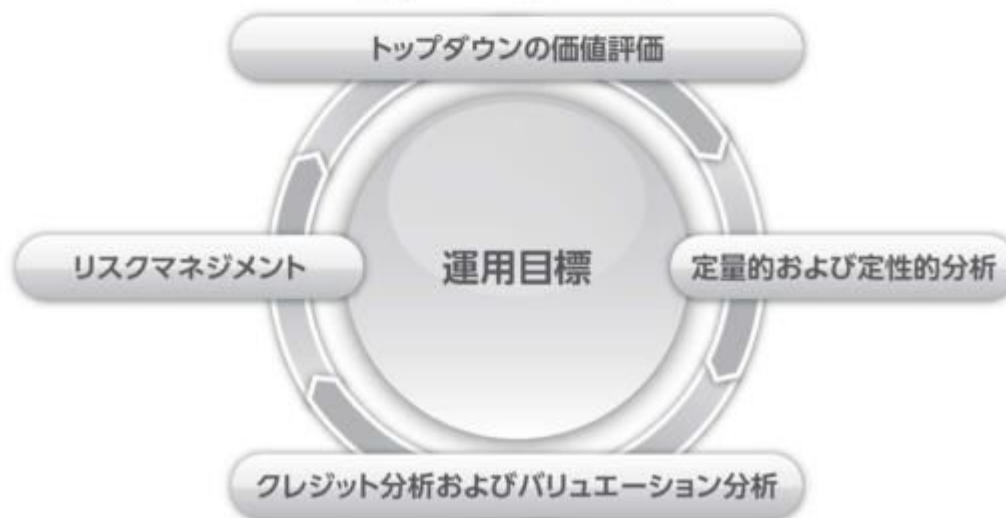 トップダウンの価値評価
リスクマネジメント
運用目標
定量的および定性的分析
クレジット分析およびバリュエーション分析